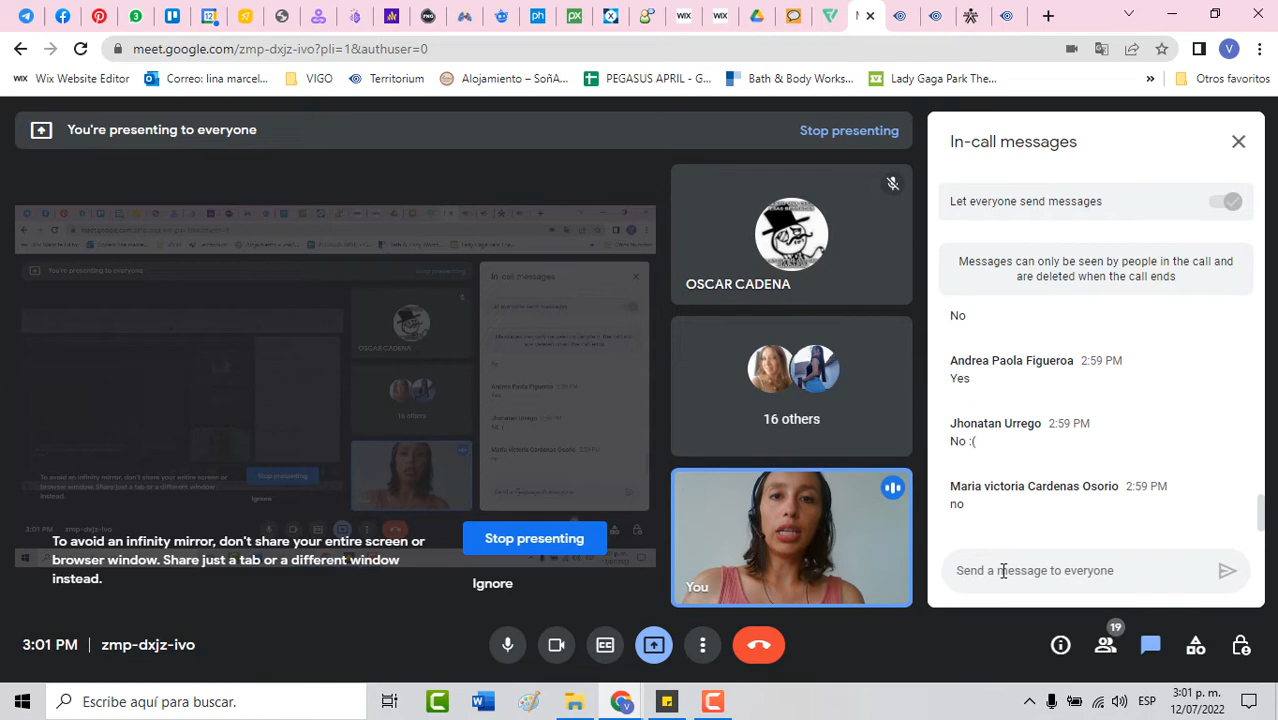 meet.google.com/zmp-dxjz-ivo?pli=1&authuser=0
V
WIX Wix Website Editor
Correo: lina marcel...
VIGO
Territorium
Alojamiento – SoñA...
PEGASUS APRIL - G...
Bath & Body Works...
Lady Gaga Park The...
»
Otros favoritos
You're presenting to everyone
Stop presenting
In-call messages
Let everyone send messages
Messages can only be seen by people in the call and
are deleted when the call ends
No
Andrea Paola Figueroa 2:59 PM
Yes
Jhonatan Urrego 2:59 PM
No :(
Maria victoria Cardenas Osorio 2:59 PM
no
Send a message to everyone
OSCAR CADENA
16 others
You
To avoid an infinity mirror, don't share your entire screen or
browser window. Share just a tab or a different window
instead.
Stop presenting
Ignore
3:01 PM | zmp-dxjz-ivo
19
Escribe aquí para buscar.
ESP
3:01 p. m.
12/07/2022